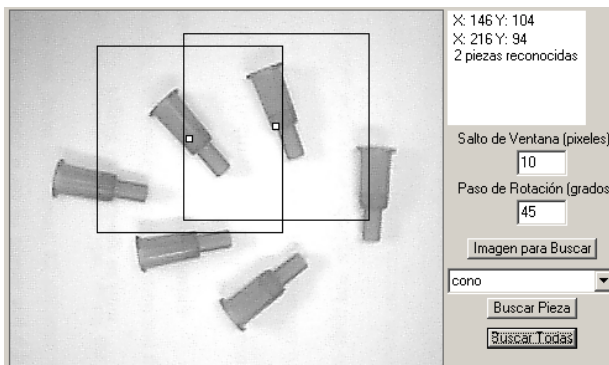 X: 146 Y: 104
X: 216 Y: 94
2 piezas reconocidas
Salto de Ventana (pixeles)
10
Paso de Rotación (grados
45
Imagen para Buscar
cono
Buscar Pieza
Buscar Todas